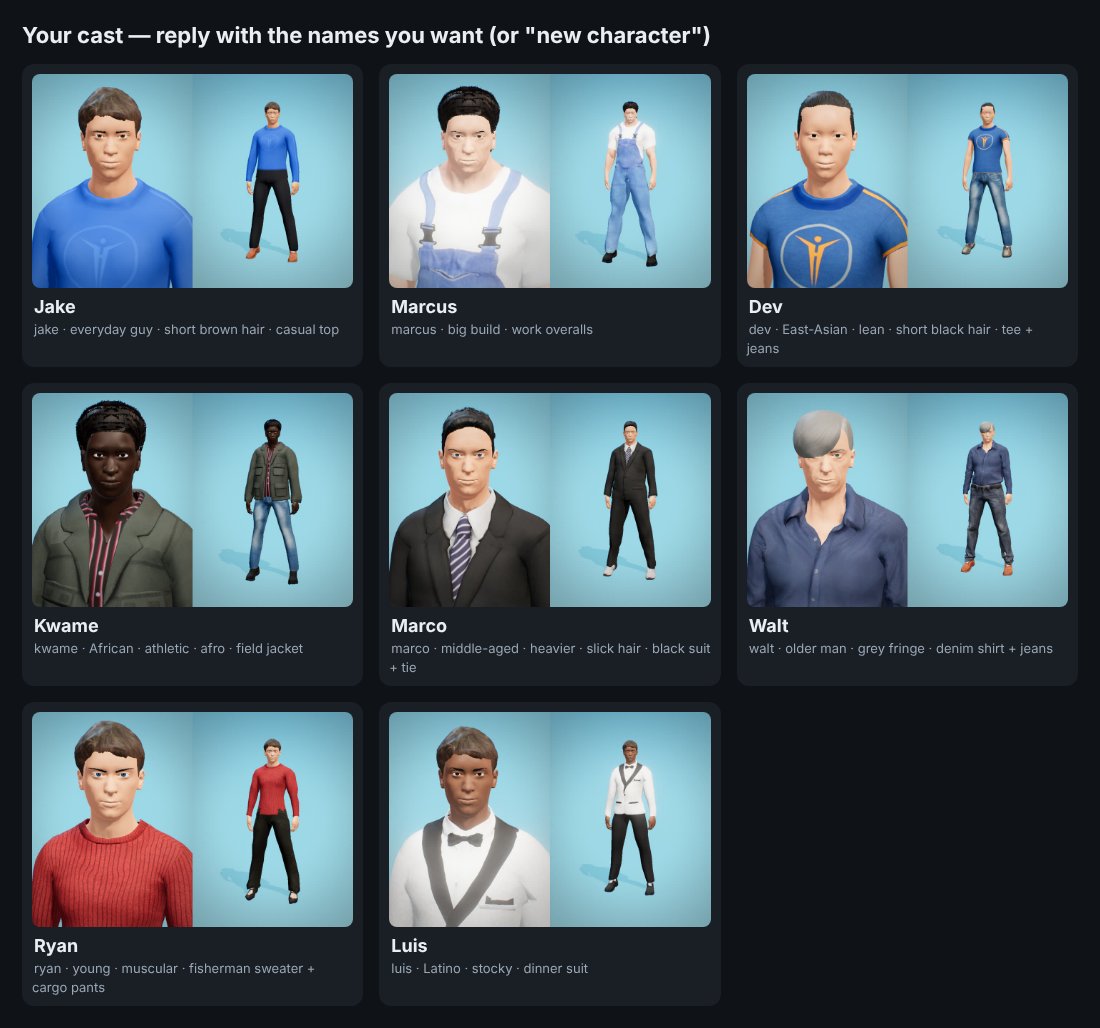 Your cast — reply with the names you want (or "new character")
Jake
jake · everyday guy · short brown hair · casual top
Marcus
marcus · big build · work overalls
Dev
dev · East-Asian · lean · short black hair · tee +
jeans
Kwame
kwame · African · athletic · afro · field jacket
Marco
marco · middle-aged · heavier · slick hair · black suit
+ tie
Walt
walt · older man · grey fringe · denim shirt + jeans
Ryan
ryan · young · muscular · fisherman sweater +
cargo pants
Luis
luis · Latino · stocky · dinner suit